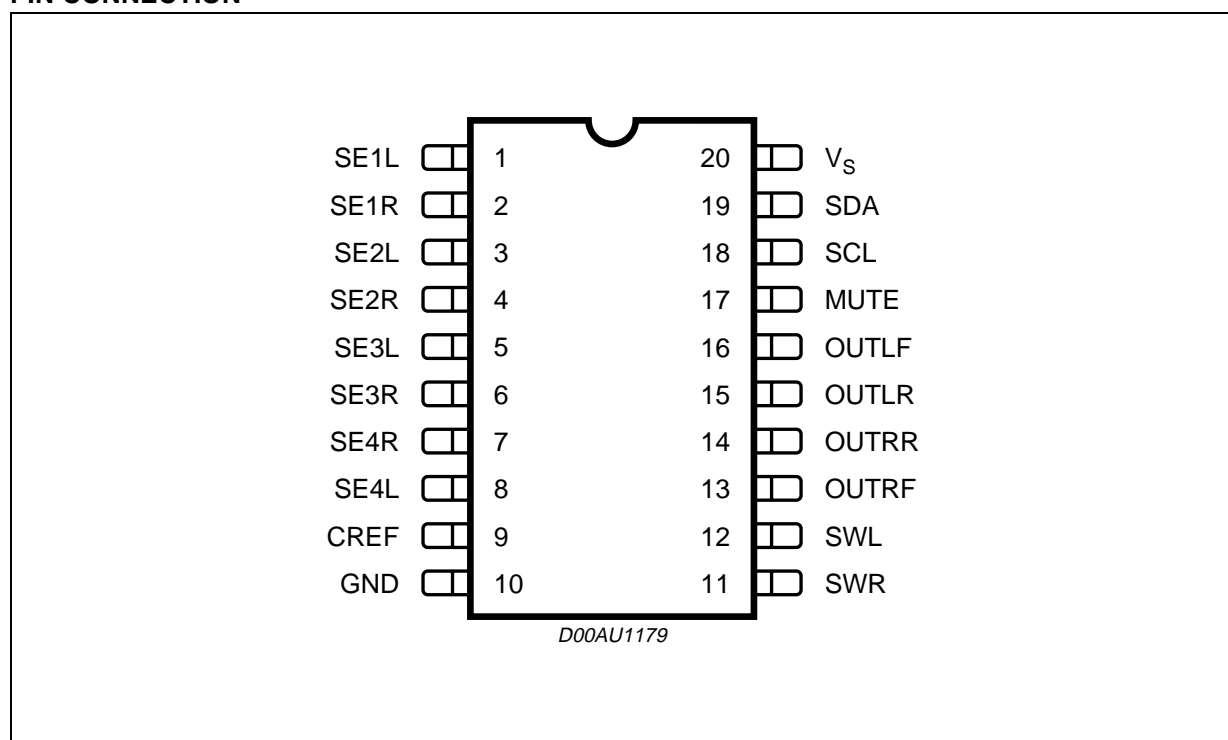 PIN CONNECTION
SE1L 1 20 VS
SE1R 2 19 SDA
SE2L 3 18 SCL
SE2R 4 17 MUTE
SE3L 5 16 OUTLF
SE3R 6 15 OUTLR
SE4R 7 14 OUTRR
SE4L 8 13 OUTRF
CREF 9 12 SWL
GND 10 11 SWR
D00AU1179